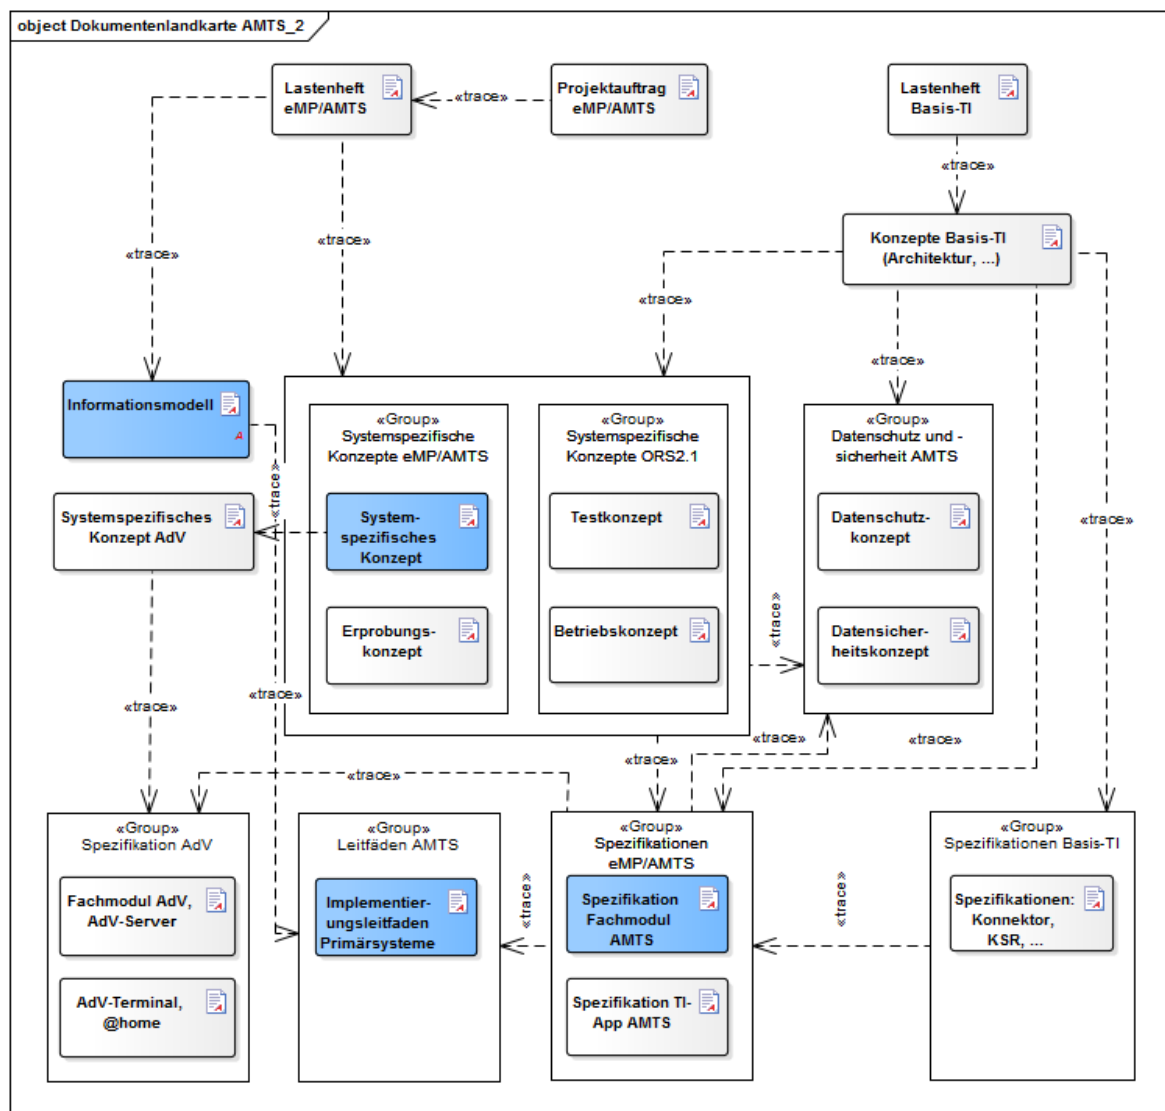 object Dokumentenlandkarte AMTS_2
Lastenheft
eMP/AMTS
«trace»
Projektauftrag
eMP/AMTS
Lastenheft
Basis-TI
«trace»
Konzepte Basis-TI
(Architektur, ...)
«trace»
«trace»
«trace»
«trace»
«trace»
Informationsmodell
A
«Group»
Systemspezifische
Konzepte eMP/AMTS
«Group»
Systemspezifische
Konzepte ORS2.1
«Group»
Datenschutz und -
sicherheit AMTS
«trace»
Systemspezifisches
Konzept AdV
System-
spezifisches
Konzept
Testkonzept
Datenschutz-
konzept
«trace»
Erprobungs-
konzept
Betriebskonzept
Datensicher-
heitskonzept
«trace»
«trace»
«trace»
«trace»
«trace»
«trace»
«trace»
«Group»
Spezifikation AdV
Fachmodul AdV,
AdV-Server
AdV-Terminal,
@home
«Group»
Leitfäden AMTS
Implementier-
ungsleitfaden
Primärsysteme
«trace»
«Group»
Spezifikationen
eMP/AMTS
Spezifikation
Fachmodul
AMTS
Spezifikation TI-
App AMTS
«trace»
«Group»
Spezifikationen Basis-TI
Spezifikationen:
Konnektor,
KSR, ...